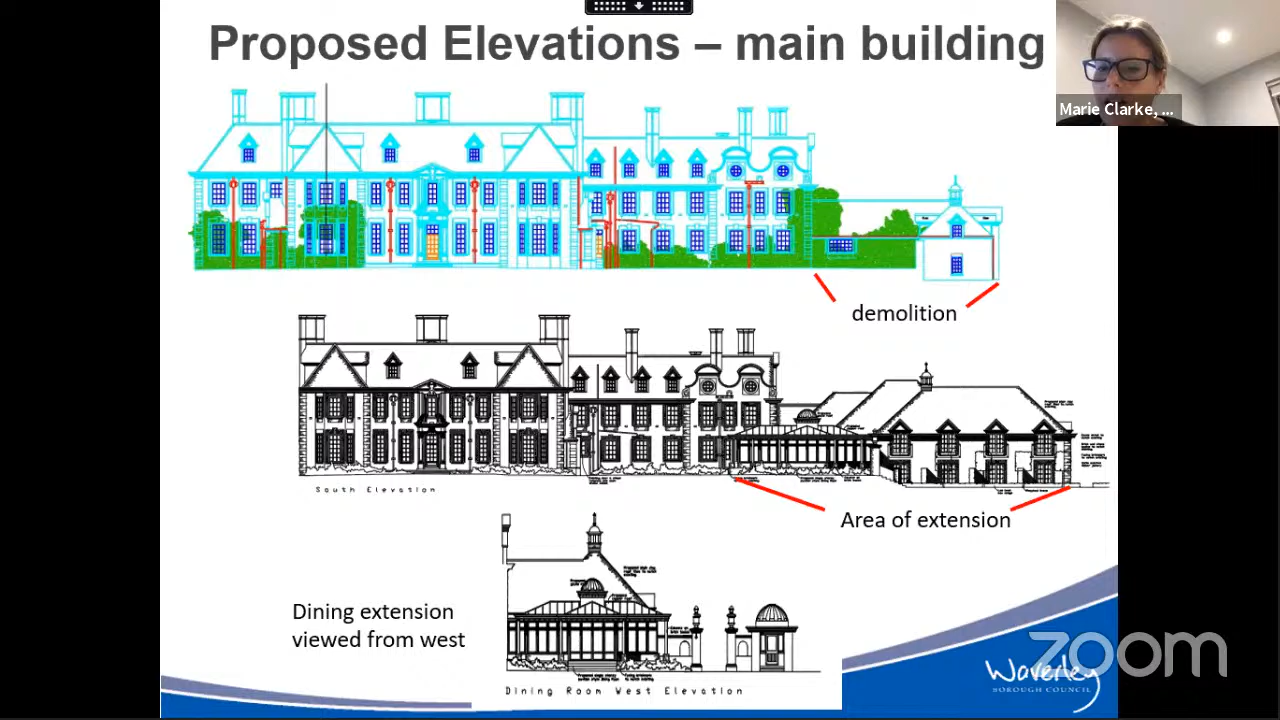 Proposed Elevations – main building
Marie Clarke, ...
demolition
South Elevation
Area of extension
Dining extension
viewed from west
Dining Room West Elevation
zoom
Waverley
BOROUGH COUNCIL